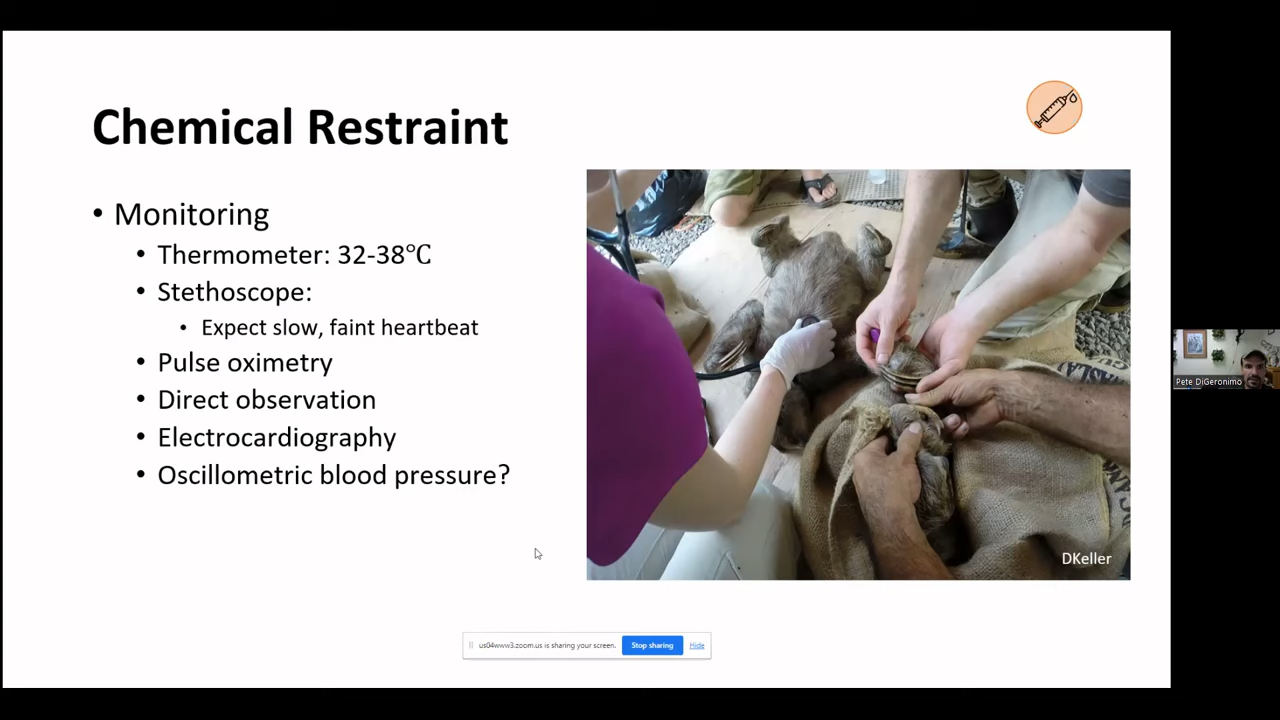 Chemical Restraint
• Monitoring
• Thermometer: 32-38℃
• Stethoscope:
• Expect slow, faint heartbeat
• Pulse oximetry
• Direct observation
• Electrocardiography
• Oscillometric blood pressure?
DKeller
Pete DiGeronimo
us04www3.zoom.us is sharing your screen.
Stop sharing
Hide